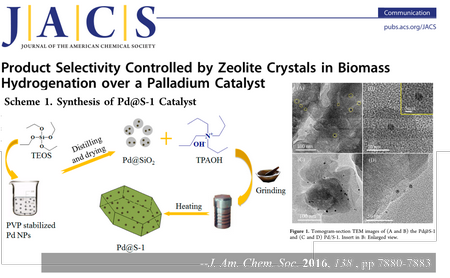 J|A|C|S
JOURNAL OF THE AMERICAN CHEMICAL SOCIETY
Communication
pubs.acs.org/JACS
Product Selectivity Controlled by Zeolite Crystals in Biomass
Hydrogenation over a Palladium Catalyst
Scheme 1. Synthesis of Pd@S-1 Catalyst
TEOS
Distilling
and drying
Pd@SiO2
+
OH-
TPAOH
Grinding
PVP stabilized
Pd NPs
Heating
Pd@S-1
Figure 1. Tomogram-section TEM images of (A and B) the Pd@S-1
and (C and D) Pd/S-1. Insert in B: Enlarged view.
--J. Am. Chem. Soc. 2016, 138, pp 7880-7883